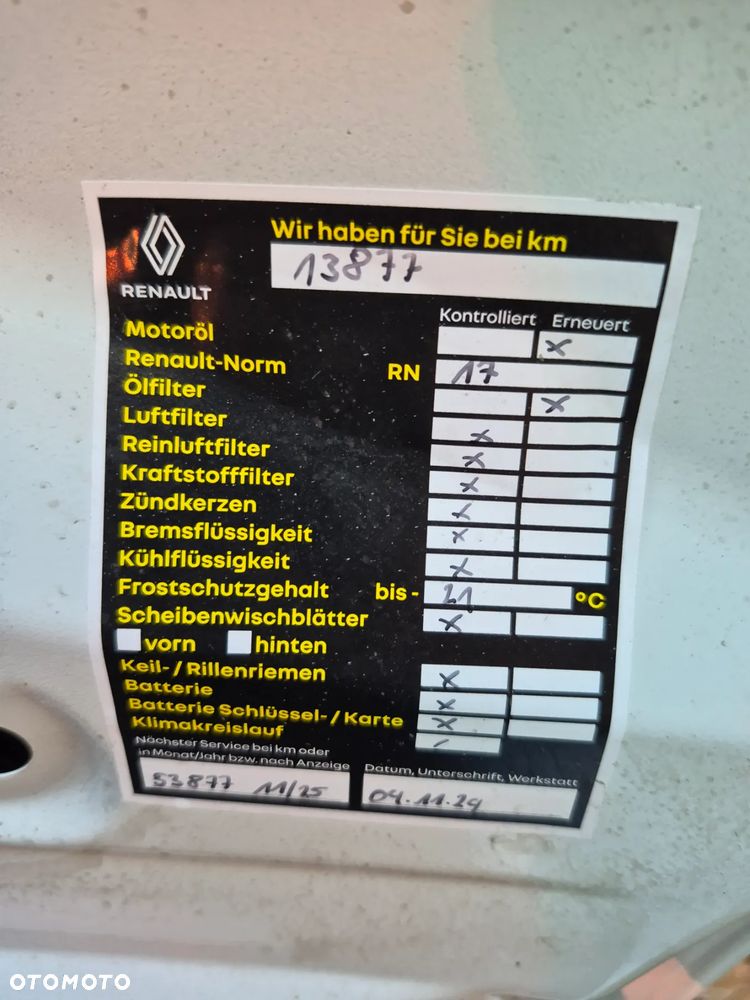 Wir haben für Sie bei km
13877
RENAULT
Kontrolliert Erneuert
Motoröl x
Renault-Norm RN 17
Ölfilter x
Luftfilter x
Reinluftfilter x
Kraftstofffilter x
Zündkerzen x
Bremsflüssigkeit x
Kühlflüssigkeit x
Frostschutzgehalt bis - 21 °C
Scheibenwischblätter x
vorn hinten
Keil-/Rillenriemen x
Batterie x
Batterie Schlüssel-/Karte x
Klimakreislauf -
Nächster Service bei km oder
in Monat/Jahr bzw. nach Anzeige Datum, Unterschrift, Werkstatt
53877 11/25 04.11.24
OTOMOTO